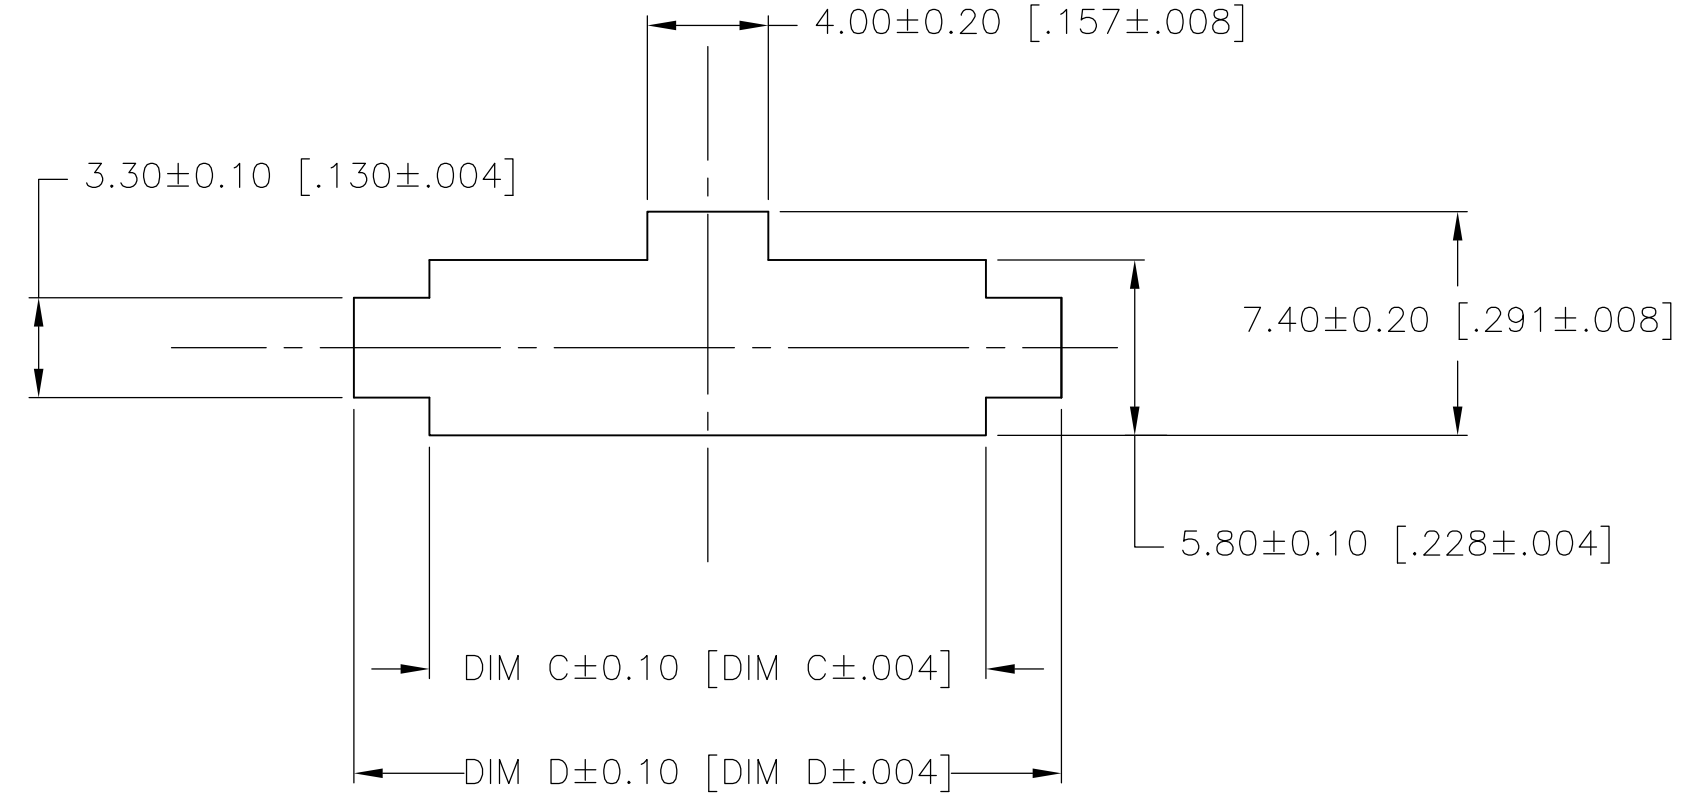 4.00±0.20 [.157±.008]
3.30±0.10 [.130±.004]
7.40±0.20 [.291±.008]
5.80±0.10 [.228±.004]
DIM C±0.10 [DIM C±.004]
DIM D±0.10 [DIM D±.004]